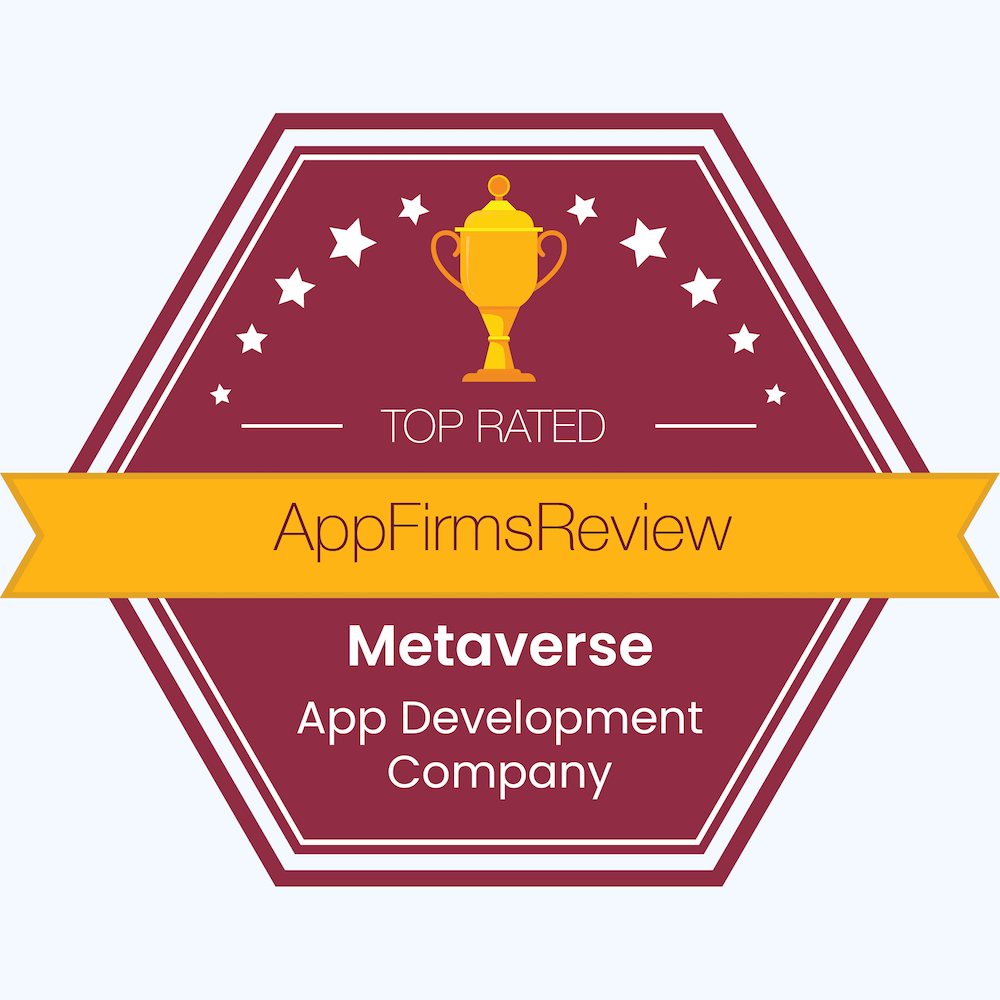 TOP RATED
AppFirmsReview
Metaverse
App Development
Company